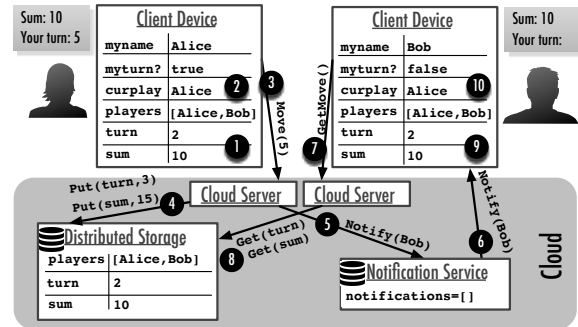 Sum: 10
Your turn: 5
Client Device
myname Alice
myturn? true
curplay Alice 2
players [Alice,Bob]
turn 2 1
sum 10
3
Move(5)
Client Device
myname Bob
myturn? false
curplay Alice 10
players [Alice,Bob]
turn 2 9
sum 10
7
GetMove()
Sum: 10
Your turn:
Cloud Server
Cloud Server
Put(turn,3)
Put(sum,15)
4
5
Notify(Bob)
6
Notify(Bob)
8
Get(turn)
Get(sum)
Distributed Storage
players [Alice,Bob]
turn 2
sum 10
Notification Service
notifications=[]
Cloud